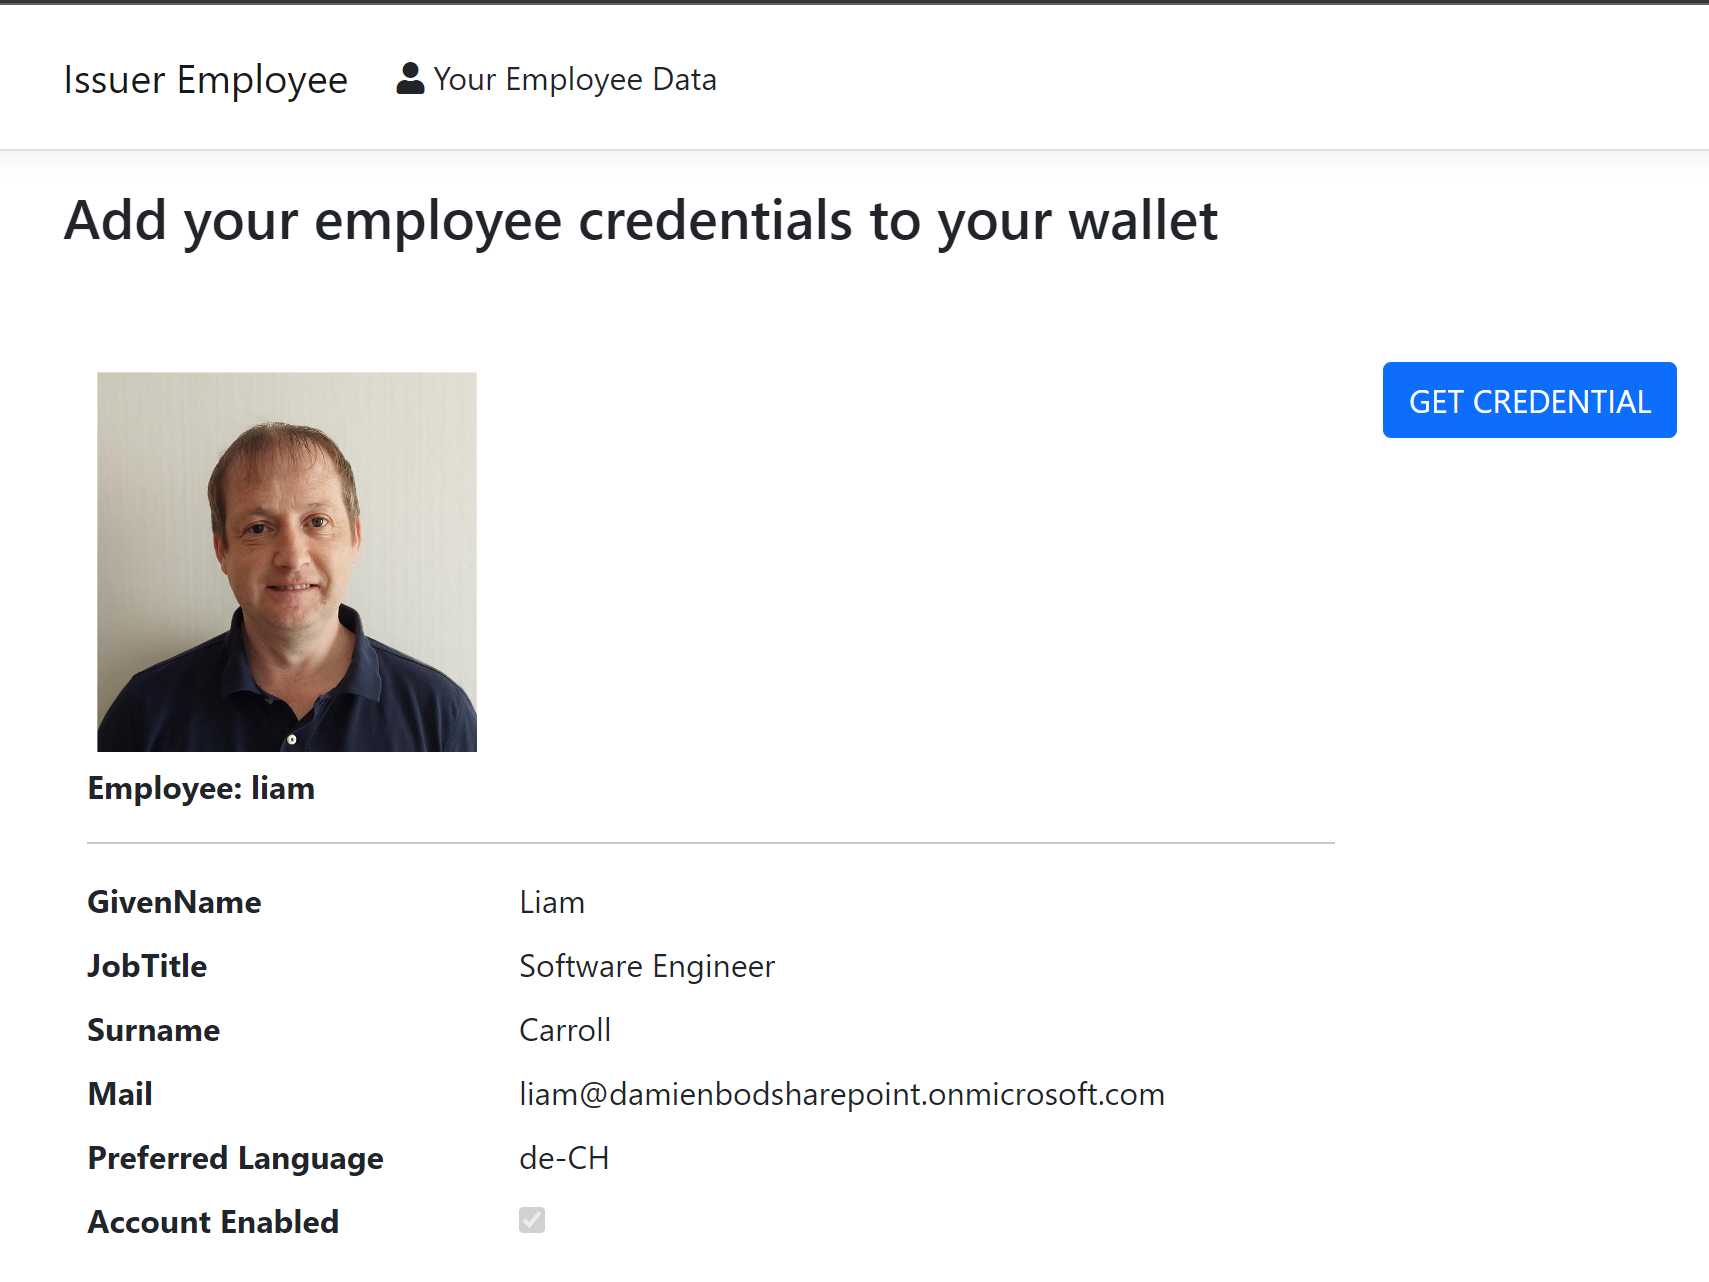 Issuer Employee Your Employee Data
Add your employee credentials to your wallet
GET CREDENTIAL
Employee: liam
GivenName Liam
JobTitle Software Engineer
Surname Carroll
Mail liam@damienbodsharepoint.onmicrosoft.com
Preferred Language de-CH
Account Enabled